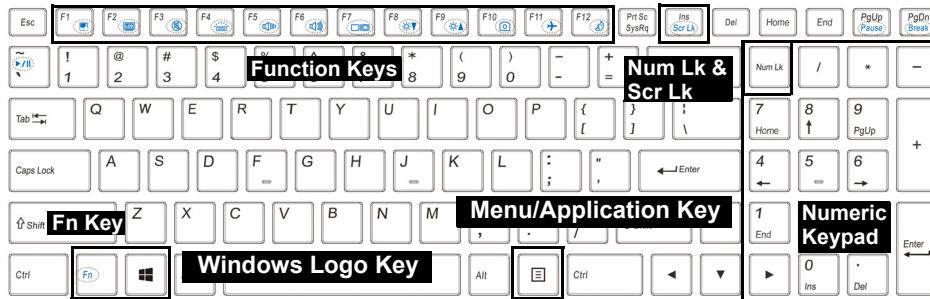 Esc F1 F2 F3 F4 F5 F6 F7 F8 F9 F10 F11 F12 Prt Sc Ins Del Home End PgUp PgDn
SysRq Scr Lk Pause Break
~ ! @ # $ % ^ & * ( ) _ + Num Lk / * –
` 1 2 3 4 8 9 0 - =
Function Keys
Num Lk &
Scr Lk
Tab Q W E R T Y U I O P { } ¦ 7 8 9 +
[ ] \ Home PgUp
Caps Lock A S D F G H J K L : " Enter 4 5 6
; '
Shift Z X C V B N M , . / 1
End
Fn Key
Menu/Application Key
Numeric
Keypad
Enter
Windows Logo Key
Ctrl Fn Alt Ctrl 0 .
Ins Del